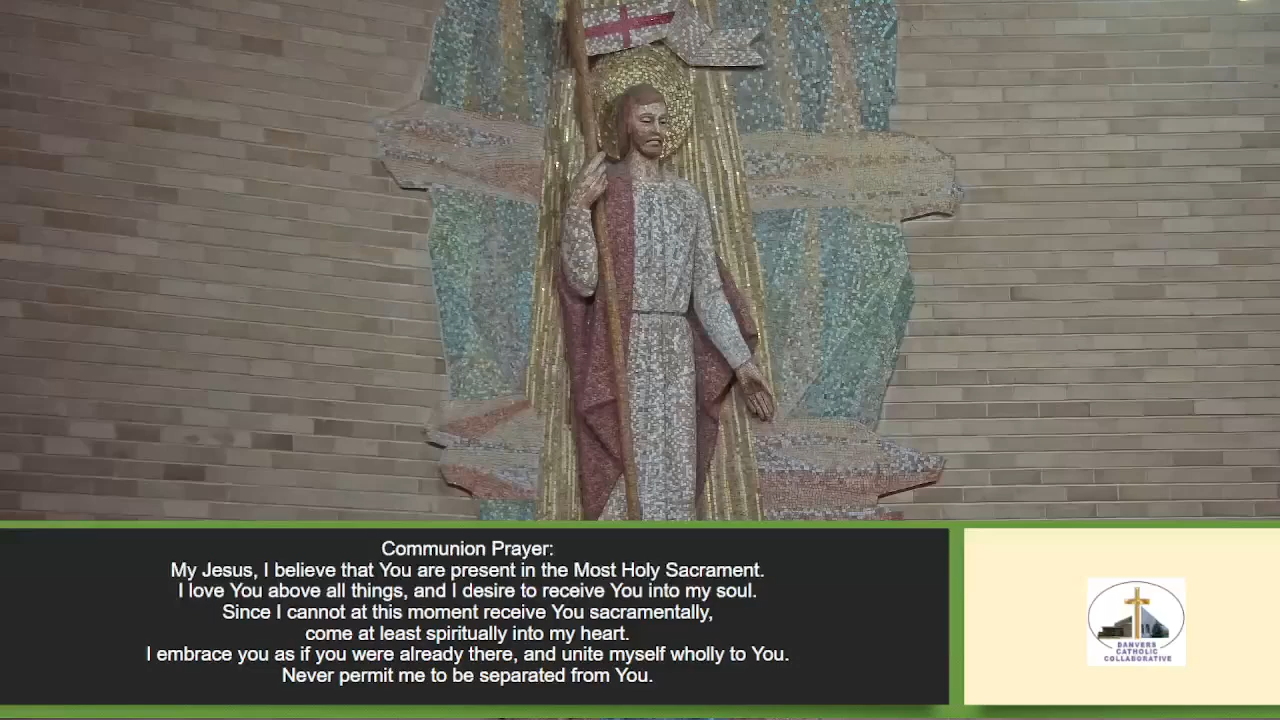 Communion Prayer:
My Jesus, I believe that You are present in the Most Holy Sacrament.
I love You above all things, and I desire to receive You into my soul.
Since I cannot at this moment receive You sacramentally,
come at least spiritually into my heart.
I embrace you as if you were already there, and unite myself wholly to You.
Never permit me to be separated from You.
DANVERS
CATHOLIC
COLLABORATIVE